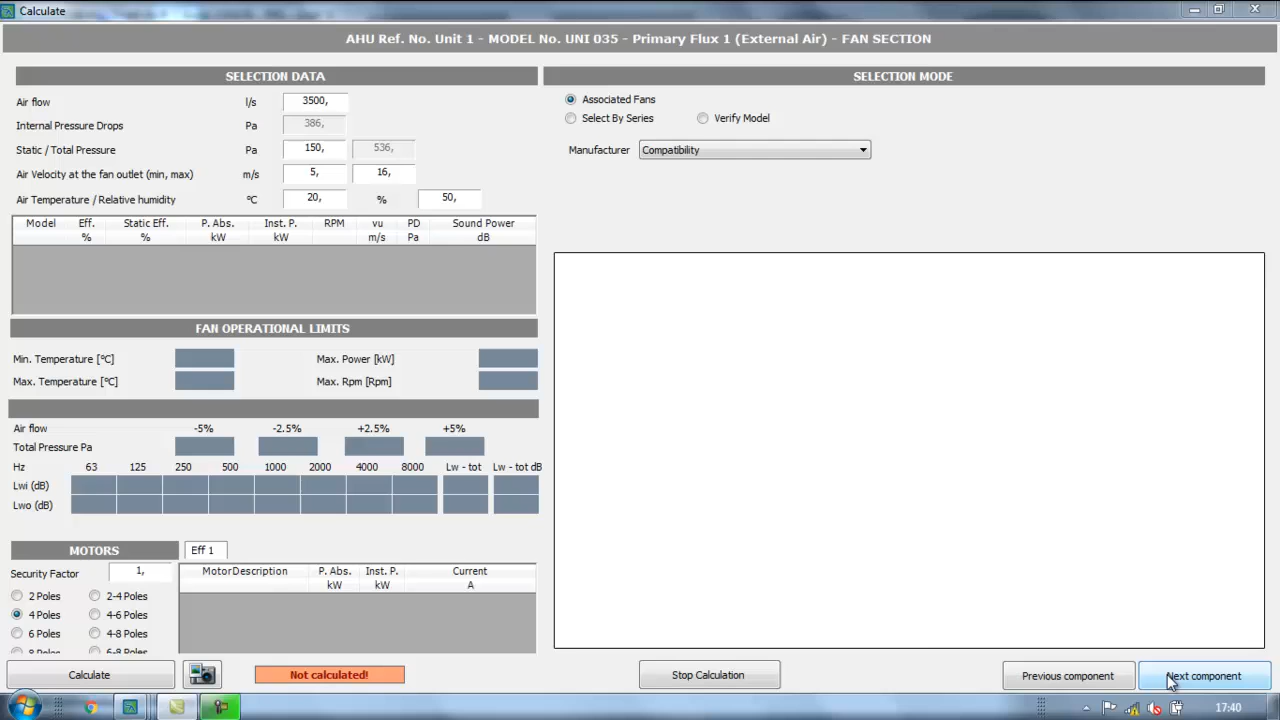 Calculate
AHU Ref. No. Unit 1 - MODEL No. UNI 035 - Primary Flux 1 (External Air) - FAN SECTION
SELECTION DATA
Air flow l/s 3500,
Internal Pressure Drops Pa 386,
Static / Total Pressure Pa 150, 536,
Air Velocity at the fan outlet (min, max) m/s 5, 16,
Air Temperature / Relative humidity ºC 20, % 50,
Model Eff. Static Eff. P. Abs. Inst. P. RPM vu PD Sound Power
% % kW kW m/s Pa dB
FAN OPERATIONAL LIMITS
Min. Temperature [ºC] Max. Power [kW]
Max. Temperature [ºC] Max. Rpm [Rpm]
Air flow -5% -2.5% +2.5% +5%
Total Pressure Pa
Hz 63 125 250 500 1000 2000 4000 8000 Lw - tot Lw - tot dB
Lwi (dB)
Lwo (dB)
MOTORS
Security Factor 1,
2 Poles 2-4 Poles
4 Poles 4-6 Poles
6 Poles 4-8 Poles
8 Poles 6-8 Poles
Eff 1
MotorDescription P. Abs. Inst. P. Current
kW kW A
SELECTION MODE
Associated Fans
Select By Series Verify Model
Manufacturer Compatibility
Calculate Not calculated! Stop Calculation Previous component Next component
17:40